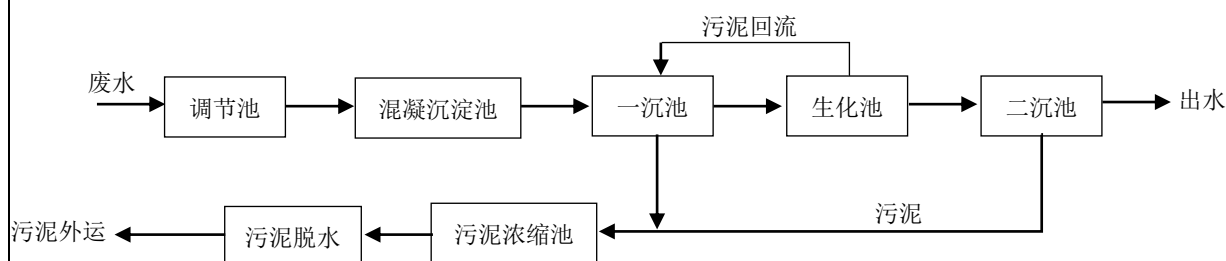 污泥回流
废水
调节池
混凝沉淀池
一沉池
生化池
二沉池
出水
污泥外运
污泥脱水
污泥浓缩池
污泥